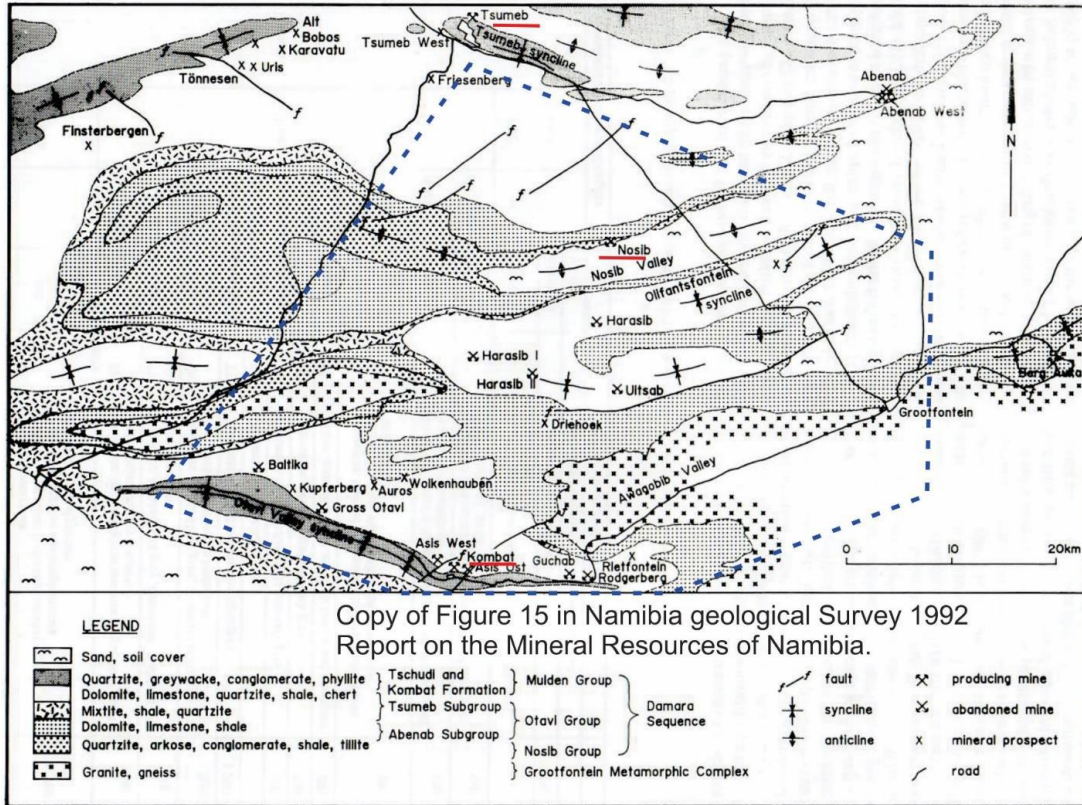 Alt
Bobos
Karavatu
Uris
Tönnesen
Finsterbergen
Tsumeb
Tsumeb West
Tsumeb syncline
Friesenberg
Abenab
Abenab West
N
f
f
f
f
f
f
f
Nosib
Nosib Valley
f
Olifantsfontein
syncline
Harasib
f
Harasib I
Harasib II
Uitsab
Berg Aukas
Grootfontein
f
Driehoek
Awagobib Valley
f
Baltika
Wolkenhauben
Kupferberg
Auros
Gross Otavi
Otavi Valley syncline
Asis West
f
Kombat
Asis Ost
Guchab
Rietfontein
Rodgerberg
0 10 20km
Copy of Figure 15 in Namibia geological Survey 1992
Report on the Mineral Resources of Namibia.
LEGEND
Sand, soil cover
Quartzite, greywacke, conglomerate, phyllite
Dolomite, limestone, quartzite, shale, chert
Mixtite, shale, quartzite
Dolomite, limestone, shale
Quartzite, arkose, conglomerate, shale, tillite
Granite, gneiss
Tschudi and
Kombat Formation
Tsumeb Subgroup
Abenab Subgroup
Mulden Group
Otavi Group
Nosib Group
Grootfontein Metamorphic Complex
Damara
Sequence
f fault
syncline
anticline
producing mine
abandoned mine
mineral prospect
road